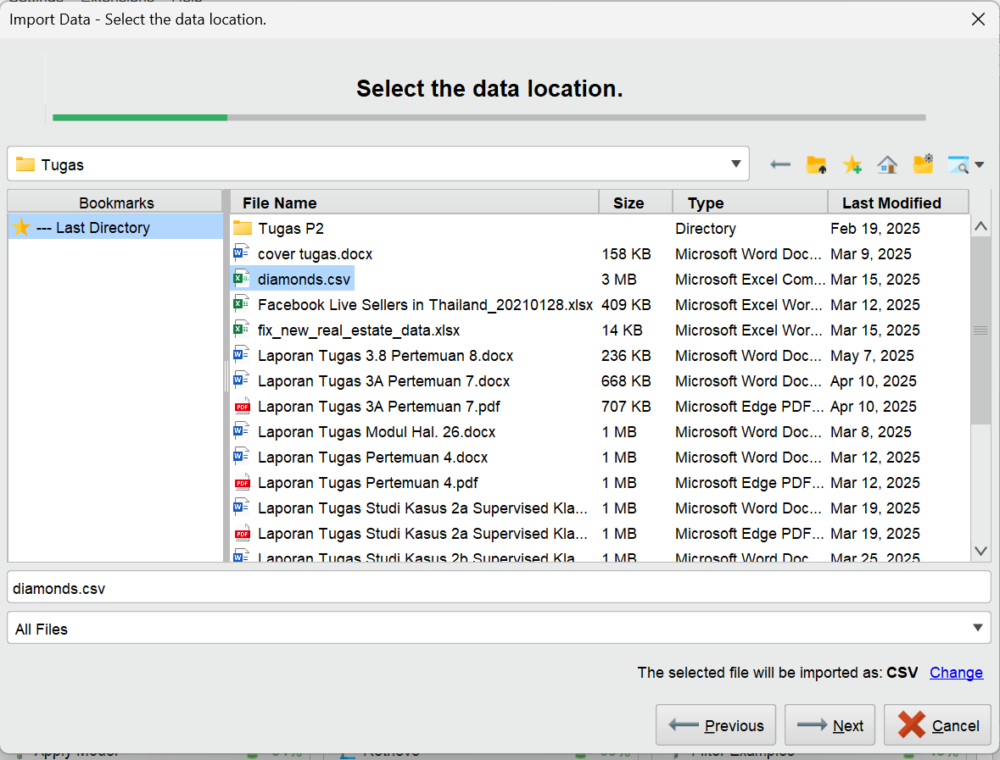 Import Data - Select the data location.
Select the data location.
Tugas
Bookmarks
--- Last Directory
File Name Size Type Last Modified
Tugas P2 Directory Feb 19, 2025
cover tugas.docx 158 KB Microsoft Word Doc... Mar 9, 2025
diamonds.csv 3 MB Microsoft Excel Com... Mar 15, 2025
Facebook Live Sellers in Thailand_20210128.xlsx 409 KB Microsoft Excel Wor... Mar 12, 2025
fix_new_real_estate_data.xlsx 14 KB Microsoft Excel Wor... Mar 15, 2025
Laporan Tugas 3.8 Pertemuan 8.docx 236 KB Microsoft Word Doc... May 7, 2025
Laporan Tugas 3A Pertemuan 7.docx 668 KB Microsoft Word Doc... Apr 10, 2025
Laporan Tugas 3A Pertemuan 7.pdf 707 KB Microsoft Edge PDF... Apr 10, 2025
Laporan Tugas Modul Hal. 26.docx 1 MB Microsoft Word Doc... Mar 8, 2025
Laporan Tugas Pertemuan 4.docx 1 MB Microsoft Word Doc... Mar 12, 2025
Laporan Tugas Pertemuan 4.pdf 1 MB Microsoft Edge PDF... Mar 12, 2025
Laporan Tugas Studi Kasus 2a Supervised Kla... 1 MB Microsoft Word Doc... Mar 19, 2025
Laporan Tugas Studi Kasus 2a Supervised Kla... 1 MB Microsoft Edge PDF... Mar 19, 2025
Laporan Tugas Studi Kasus 2b Supervised Kla... 1 MB Microsoft Word Doc... Mar 25, 2025
diamonds.csv
All Files
The selected file will be imported as: CSV Change
Previous Next Cancel
Apply Model Retrieve Filter Examples